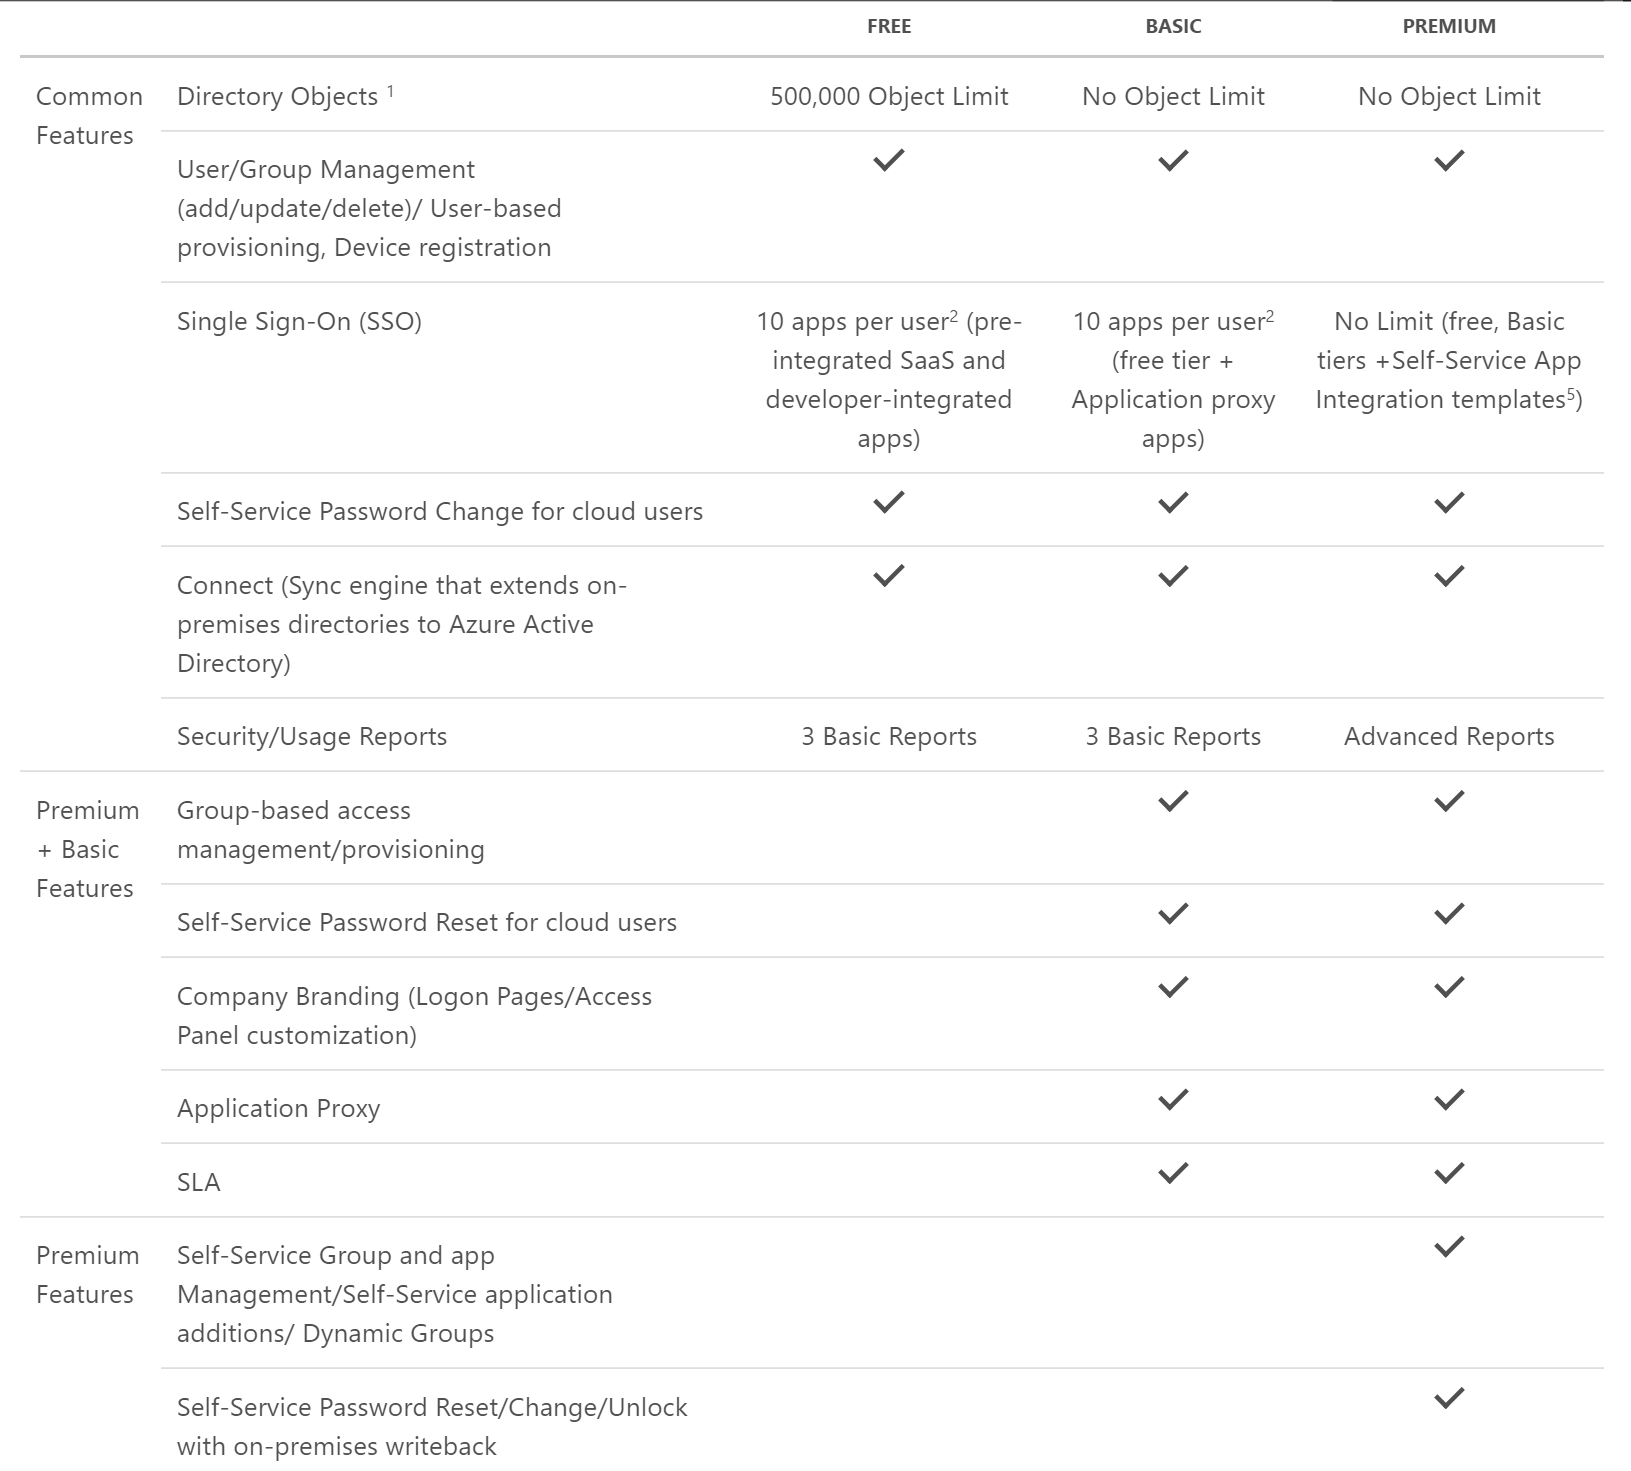 FREE BASIC PREMIUM
Common Features
Directory Objects 1
500,000 Object Limit
No Object Limit
No Object Limit
User/Group Management
(add/update/delete)/ User-based
provisioning, Device registration
✓ ✓ ✓
Single Sign-On (SSO)
10 apps per user2 (pre-
integrated SaaS and
developer-integrated
apps)
10 apps per user2
(free tier +
Application proxy
apps)
No Limit (free, Basic
tiers +Self-Service App
Integration templates5)
Self-Service Password Change for cloud users
✓ ✓ ✓
Connect (Sync engine that extends on-
premises directories to Azure Active
Directory)
✓ ✓ ✓
Security/Usage Reports
3 Basic Reports
3 Basic Reports
Advanced Reports
Premium
+ Basic
Features
Group-based access
management/provisioning
✓ ✓
Self-Service Password Reset for cloud users
✓ ✓
Company Branding (Logon Pages/Access
Panel customization)
✓ ✓
Application Proxy
✓ ✓
SLA
✓ ✓
Premium
Features
Self-Service Group and app
Management/Self-Service application
additions/ Dynamic Groups
✓
Self-Service Password Reset/Change/Unlock
with on-premises writeback
✓